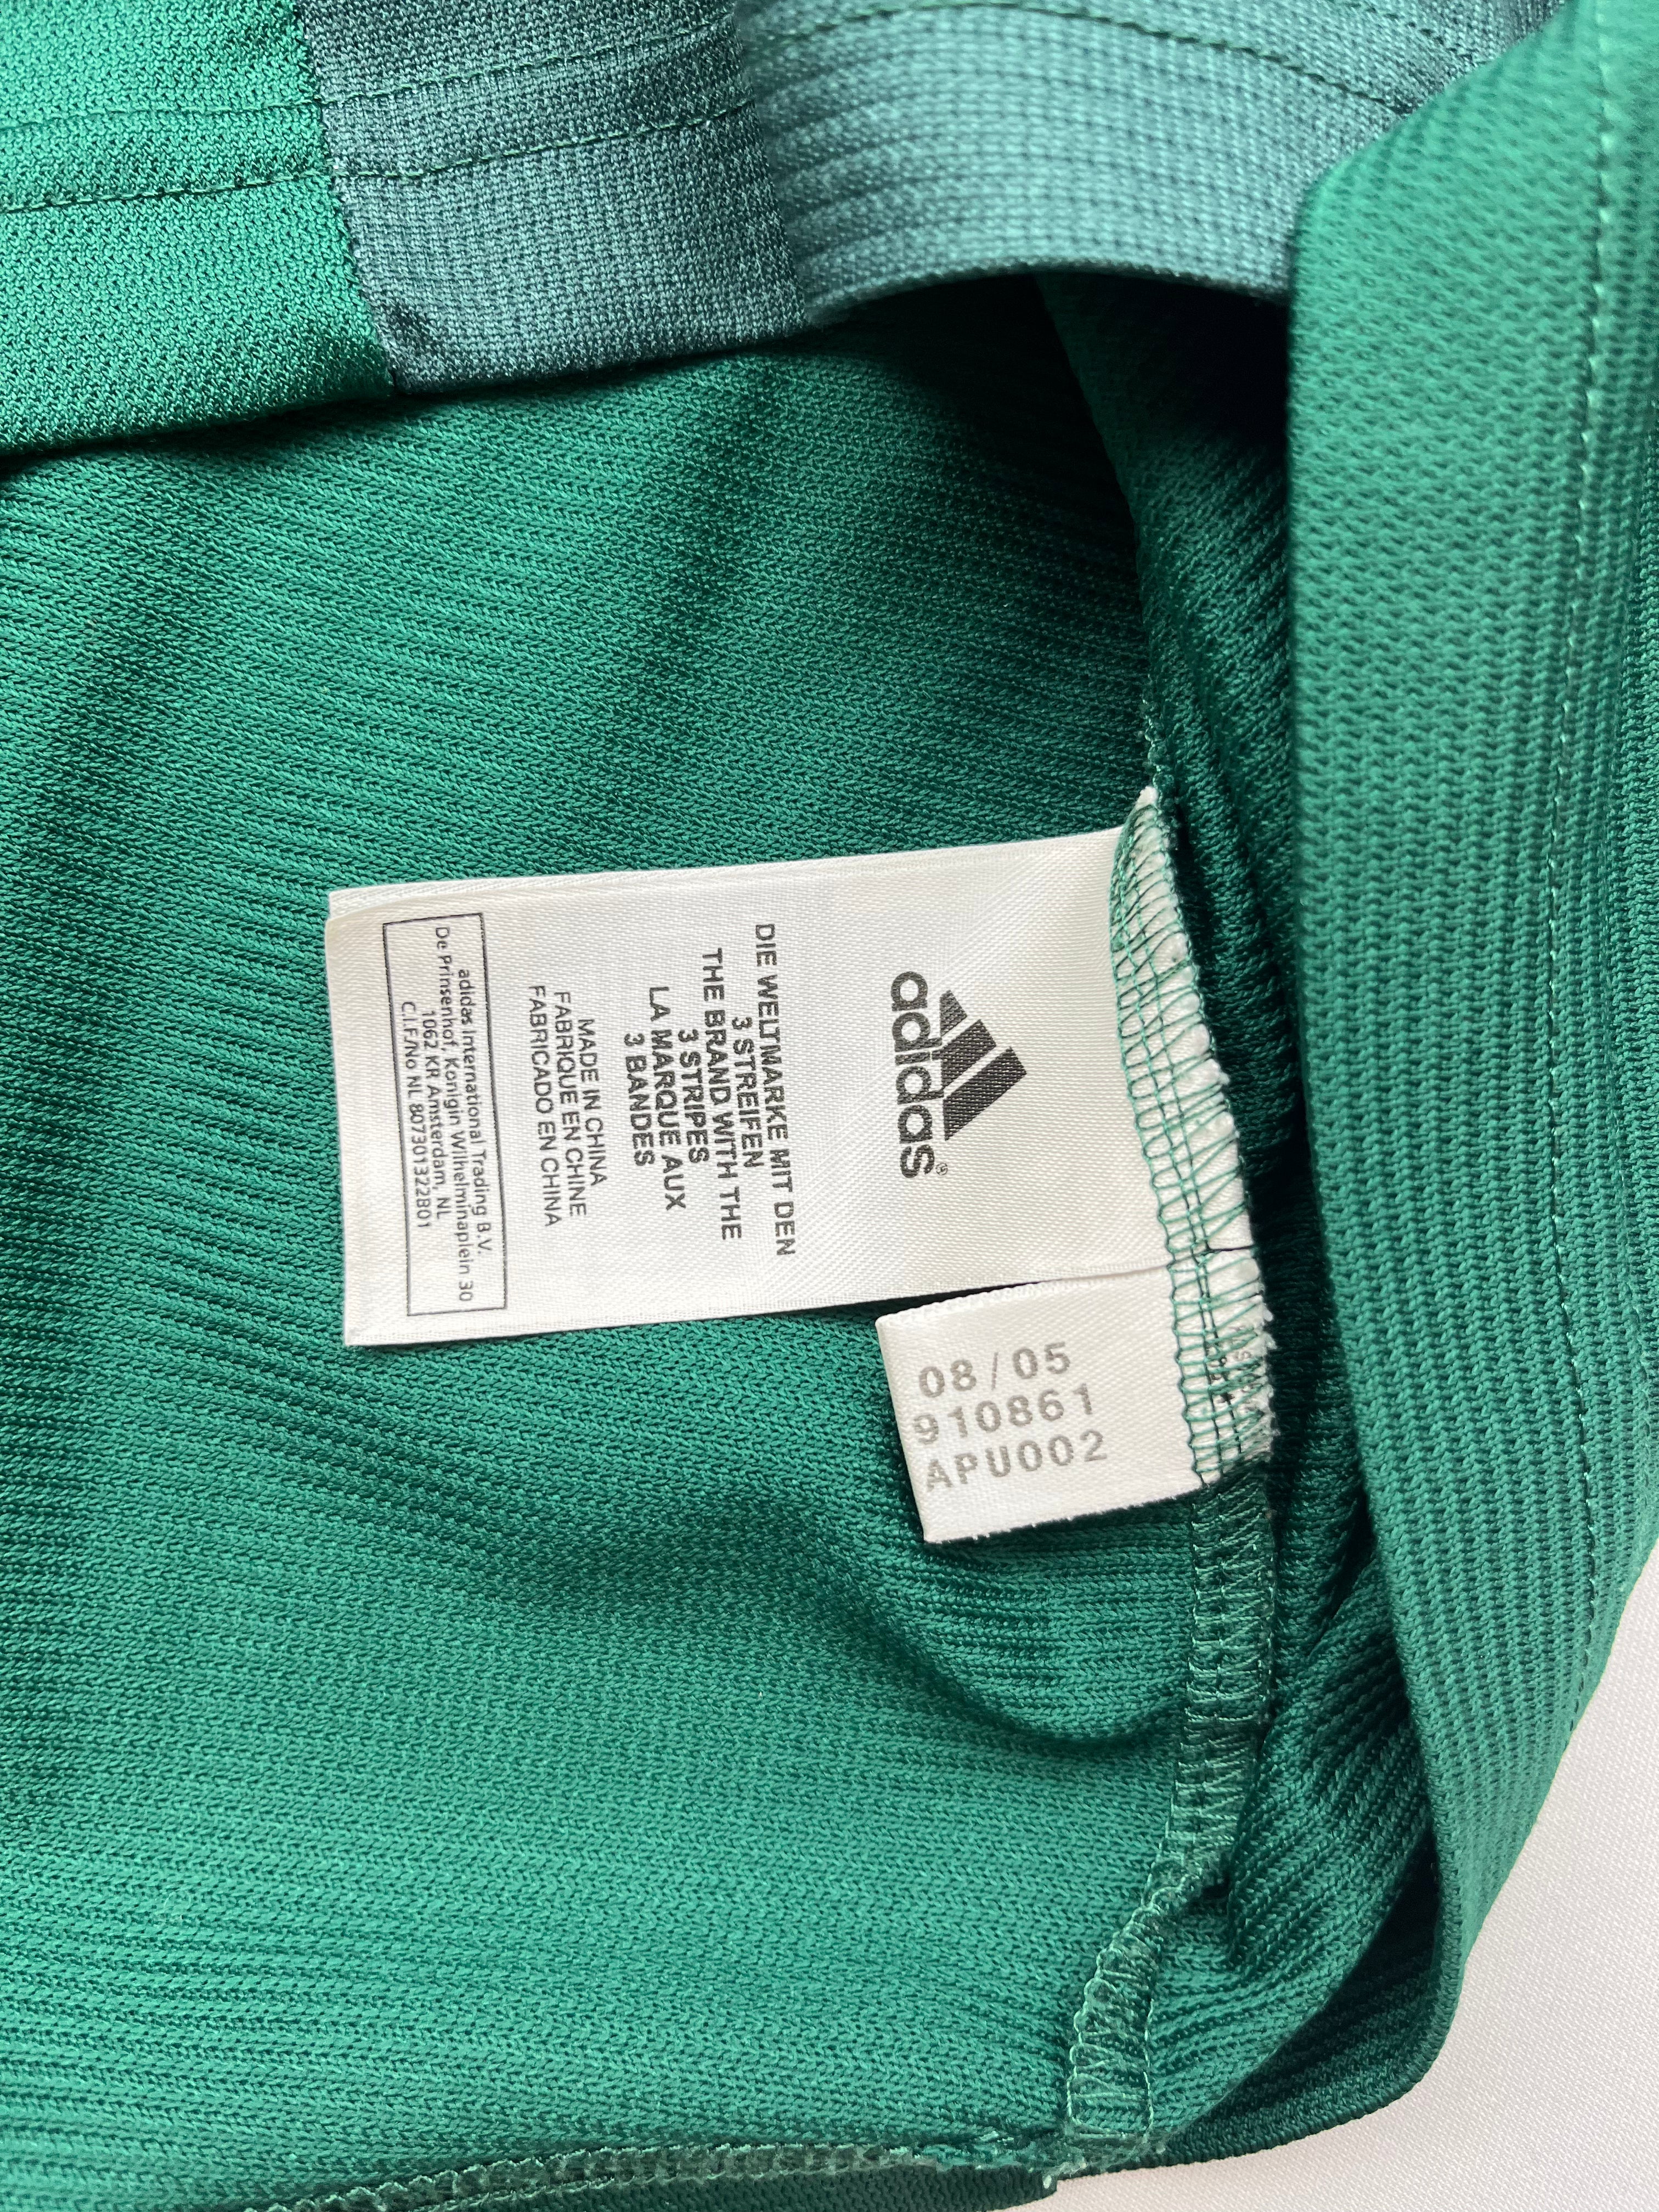 adidas®
DIE WELTMARKE MIT DEN
3 STREIFEN
THE BRAND WITH THE
3 STRIPES
LA MARQUE AUX
3 BANDES
MADE IN CHINA
FABRIQUE EN CHINE
FABRICADO EN CHINA
adidas International Trading B.V.
De Prinsenhof. Konigin Wilhelminaplein 30
1062 KR Amsterdam, NL
C.I.F/No NL 807301322B01
08/05
910861
APU002